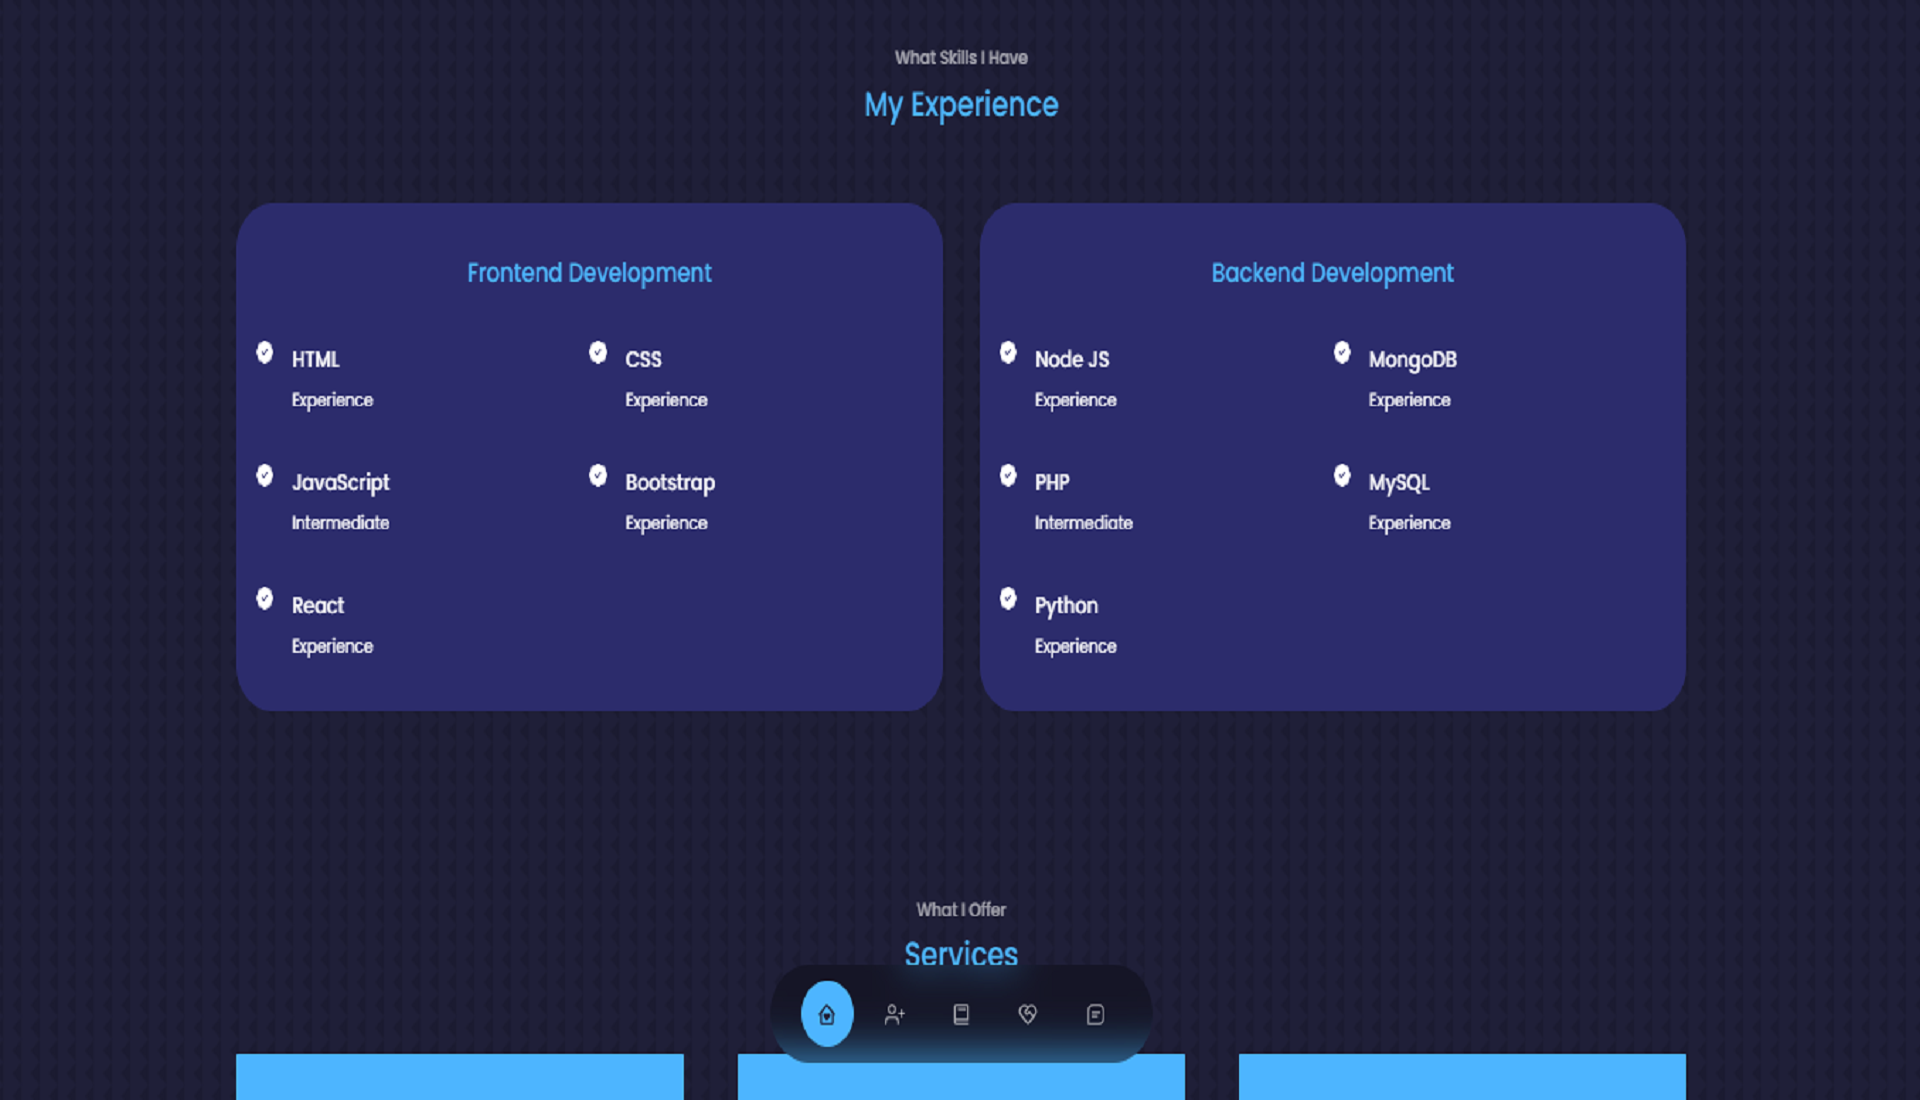 What Skills I Have
My Experience
Frontend Development
HTML
Experience
CSS
Experience
JavaScript
Intermediate
Bootstrap
Experience
React
Experience
Backend Development
Node JS
Experience
MongoDB
Experience
PHP
Intermediate
MySQL
Experience
Python
Experience
What I Offer
Services